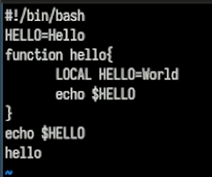 #!/bin/bash
HELLO=Hello
function hello{
LOCAL HELLO=World
echo $HELLO
}
echo $HELLO
hello
~